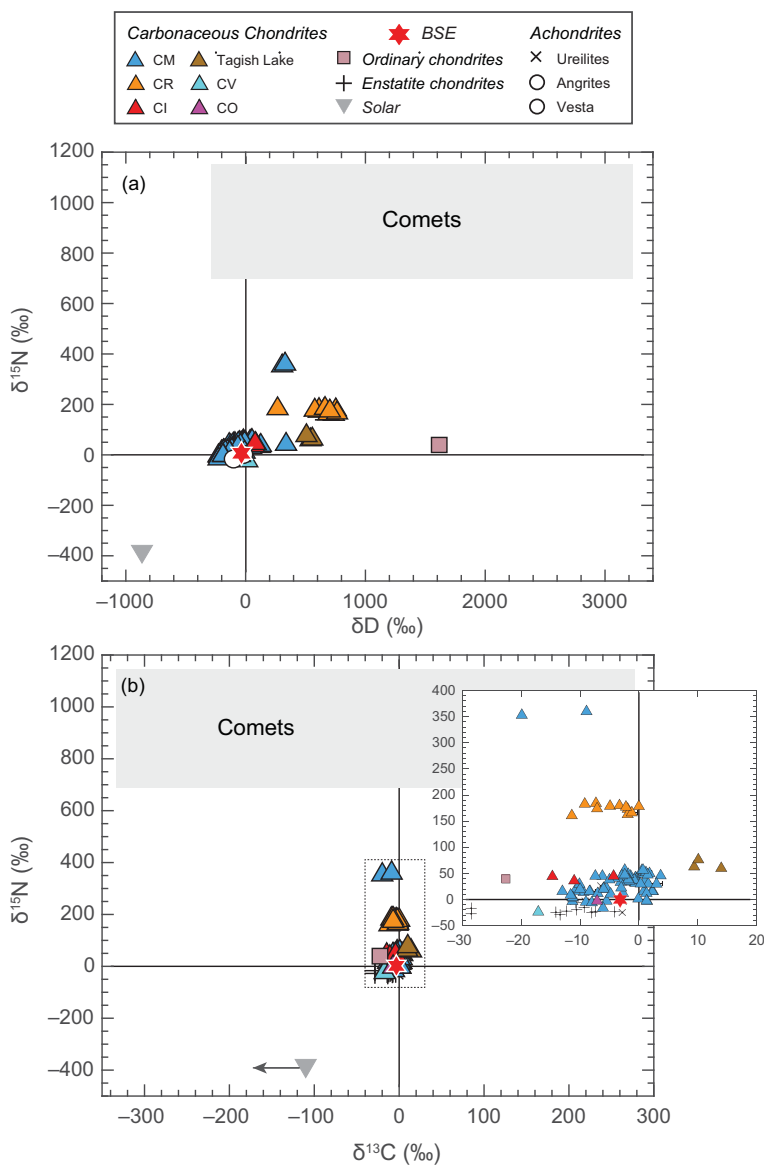 Carbonaceous Chondrites
BSE
Achondrites
CM
Tagish Lake
Ordinary chondrites
Ureilites
CR
CV
Enstatite chondrites
Angrites
CI
CO
Solar
Vesta
(a)
Comets
1200
1000
800
600
400
200
0
−200
−400
δ¹⁵N (‰)
−1000
0
1000
2000
3000
δD (‰)
(b)
Comets
1200
1000
800
600
400
200
0
−200
−400
δ¹⁵N (‰)
400
350
300
250
200
150
100
50
0
−50
−30
−20
−10
0
10
20
−300
−200
−100
0
100
200
300
δ¹³C (‰)